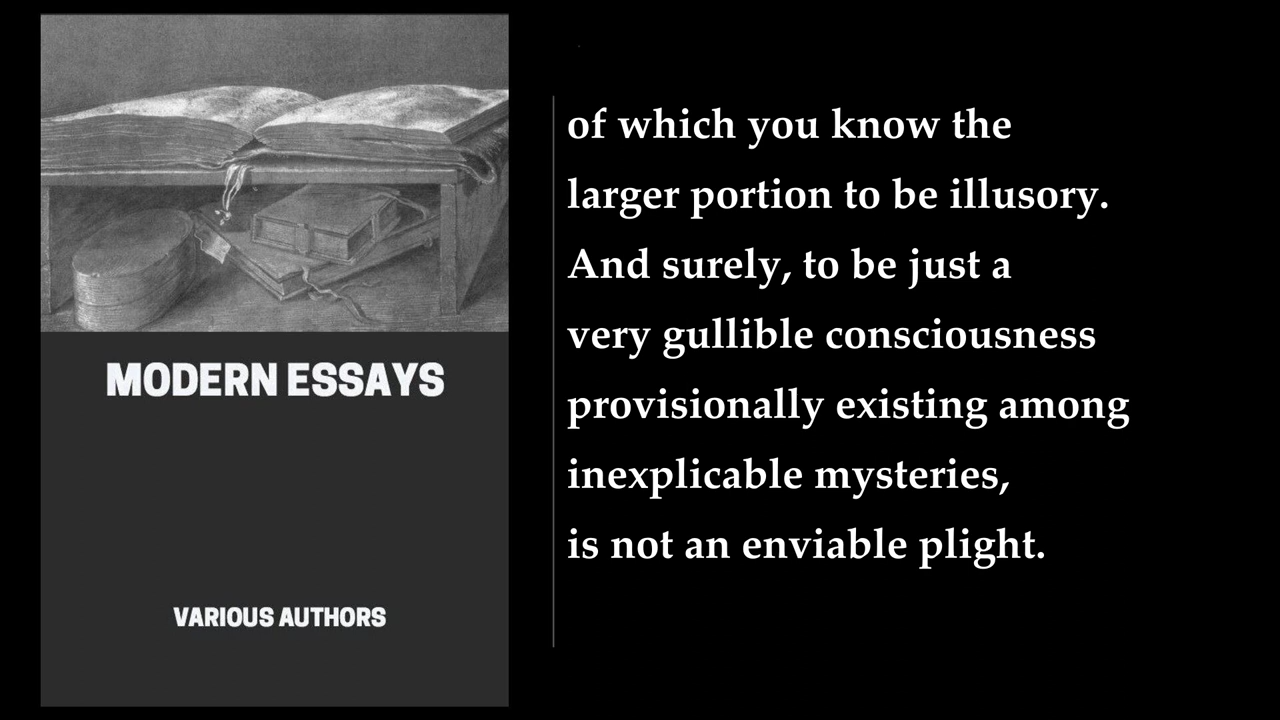 MODERN ESSAYS
VARIOUS AUTHORS
of which you know the
larger portion to be illusory.
And surely, to be just a
very gullible consciousness
provisionally existing among
inexplicable mysteries,
is not an enviable plight.